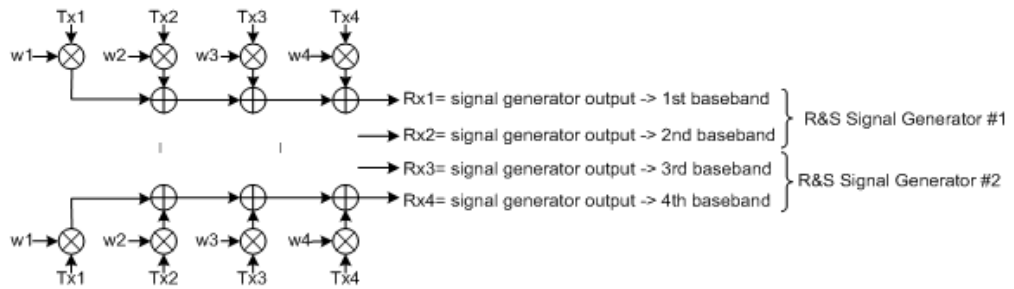 Tx1 Tx2 Tx3 Tx4
w1 w2 w3 w4
Rx1= signal generator output -> 1st baseband
R&S Signal Generator #1
Rx2= signal generator output -> 2nd baseband
Rx3= signal generator output -> 3rd baseband
R&S Signal Generator #2
Rx4= signal generator output -> 4th baseband
w1 w2 w3 w4
Tx1 Tx2 Tx3 Tx4